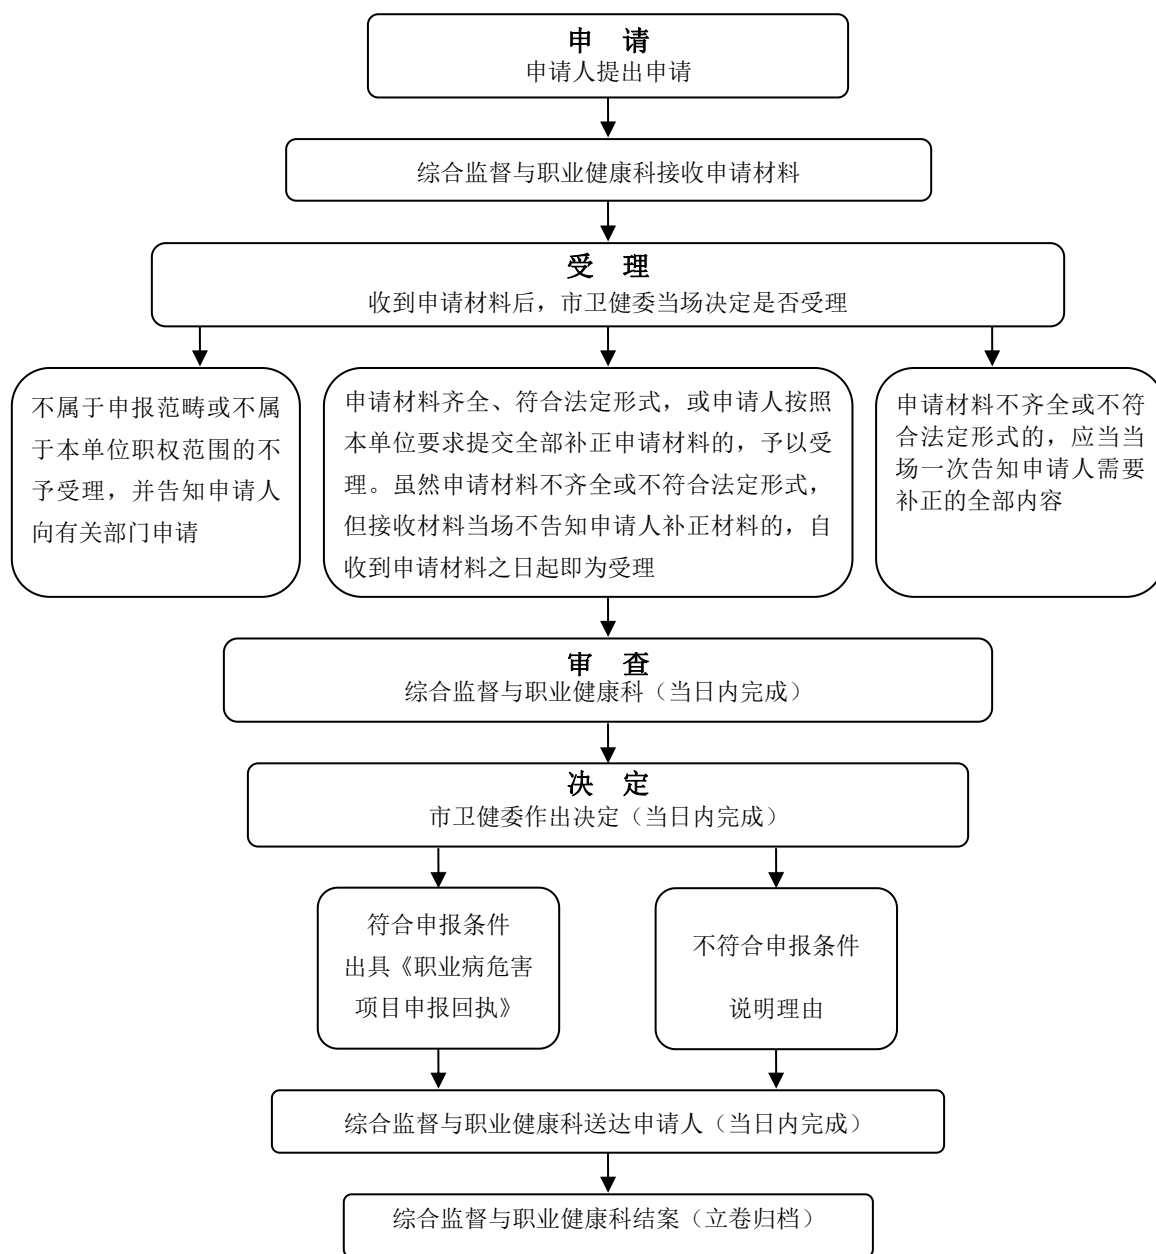 申 请
申请人提出申请
综合监督与职业健康科接收申请材料
受 理
收到申请材料后，市卫健委当场决定是否受理
不属于申报范畴或不属
于本单位职权范围的不
予受理，并告知申请人
向有关部门申请
申请材料齐全、符合法定形式，或申请人按照
本单位要求提交全部补正申请材料的，予以受
理。虽然申请材料不齐全或不符合法定形式，
但接收材料当场不告知申请人补正材料的，自
收到申请材料之日起即为受理
申请材料不齐全或不符
合法定形式的，应当当
场一次告知申请人需要
补正的全部内容
审 查
综合监督与职业健康科（当日内完成）
决 定
市卫健委作出决定（当日内完成）
符合申报条件
出具《职业病危害
项目申报回执》
不符合申报条件
说明理由
综合监督与职业健康科送达申请人（当日内完成）
综合监督与职业健康科结案（立卷归档）